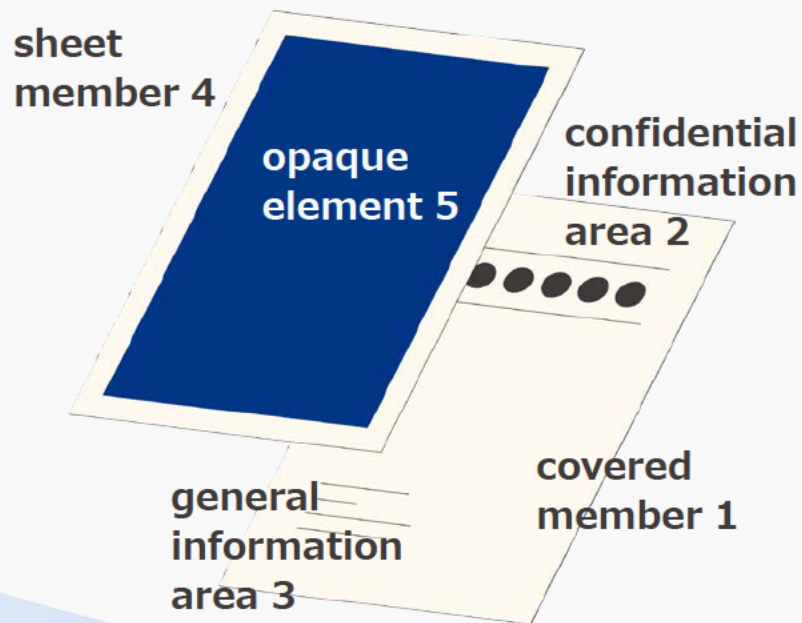 sheet
member 4
opaque
element 5
confidential
information
area 2
covered
member 1
general
information
area 3